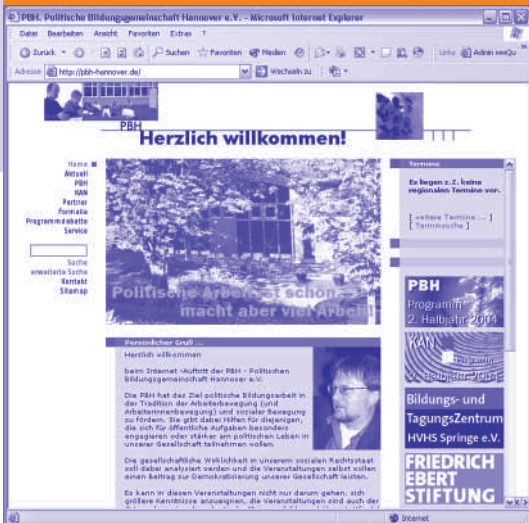 PBH. Politische Bildungsgemeinschaft Hannover e.V. - Microsoft Internet Explorer
Datei Bearbeiten Ansicht Favoriten Extras ?
Zurück Suchen Favoriten Medien Links
Adresse http://pbh-hannover.de/ Wechseln zu
PBH
Herzlich willkommen!
Home
Aktuell
PBH
KAN
Partner
Formalia
Programmdebatte
Service
Suche
erweiterte Suche
Kontakt
Sitemap
Politische Arbeit ist schön
macht aber viel Arbeit!
Termine
Es liegen z.Z. keine
regionalen Termine vor.
[ weitere Termine ... ]
[ Terminsuche ]
PBH
Programm
2. Halbjahr 2004
KAN
Programm
2. Halbjahr 2004
Bildungs- und
TagungsZentrum
HVHS Springe e.V.
FRIEDRICH
EBERT
STIFTUNG
Persönlicher Gruß ...
Herzlich willkommen
beim Internet -Auftritt der PBH - Politischen
Bildungsgemeinschaft Hannover e.V.
Die PBH hat das Ziel politische Bildungsarbeit in
der Tradition der Arbeiterbewegung (und
Arbeiterinnenbewegung) und sozialer Bewegung
zu fördern. Sie gibt dabei Hilfen für diejenigen,
die sich für öffentliche Aufgaben besonders
engagieren oder stärker am politischen Leben in
unserer Gesellschaft teilnehmen wollen.
Die gesellschaftliche Wirklichkeit in unserem sozialen Rechtsstaat
soll dabei analysiert werden und die Veranstaltungen selbst sollen
einen Beitrag zur Demokratisierung unserer Gesellschaft leisten.
Es kann in diesen Veranstaltungen nicht nur darum gehen, sich
größere Kenntnisse anzueignen, die Veranstaltungen sind auch der
Internet